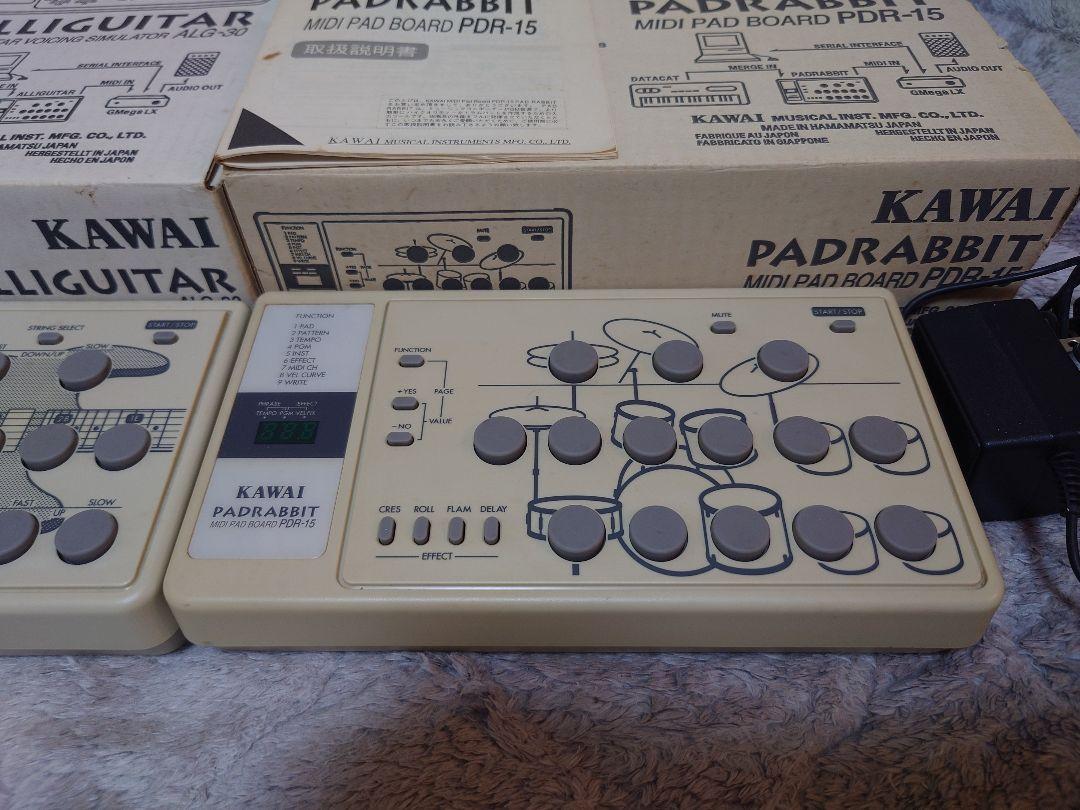 ALLIGUITAR
TAR VOICING SIMULATOR ALG-30
SERIAL INTERFACE
MIDI IN
ALLIGUITAR
AUDIO OUT
GMega LX
L INST. MFG. CO., LTD.
HAMAMATSU JAPAN
HERGESTELLT IN JAPAN
HECHO EN JAPON
KAWAI
LLIGUITAR
PADRABBIT
MIDI PAD BOARD PDR-15
取扱説明書
KAWAI MUSICAL INSTRUMENTS MFG. CO., LTD.
PADRABBIT
MIDI PAD BOARD PDR-15
SERIAL INTERFACE
DATACAT
MERGE IN
PADRABBIT
MIDI IN
AUDIO OUT
GMega LX
KAWAI MUSICAL INST. MFG. CO., LTD.
MADE IN HAMAMATSU JAPAN
FABRIQUE AU JAPON
HERGESTELLT IN JAPAN
FABBRICATO IN GIAPPONE
HECHO EN JAPON
KAWAI
PADRABBIT
MIDI PAD BOARD PDR-15
STRING SELECT
START/STOP
DOWN/UP
SLOW
FAST
UP
SLOW
FUNCTION
1 PAD
2 PATTERN
3 TEMPO
4 PGM
5 INST
6 EFFECT
7 MIDI CH
8 VEL CURVE
9 WRITE
PHRASE
EFFECT
TEMPO PGM VELFIX
KAWAI
PADRABBIT
MIDI PAD BOARD PDR-15
FUNCTION
+YES
PAGE
VALUE
-NO
CRES
ROLL
FLAM
DELAY
EFFECT
MUTE
START/STOP